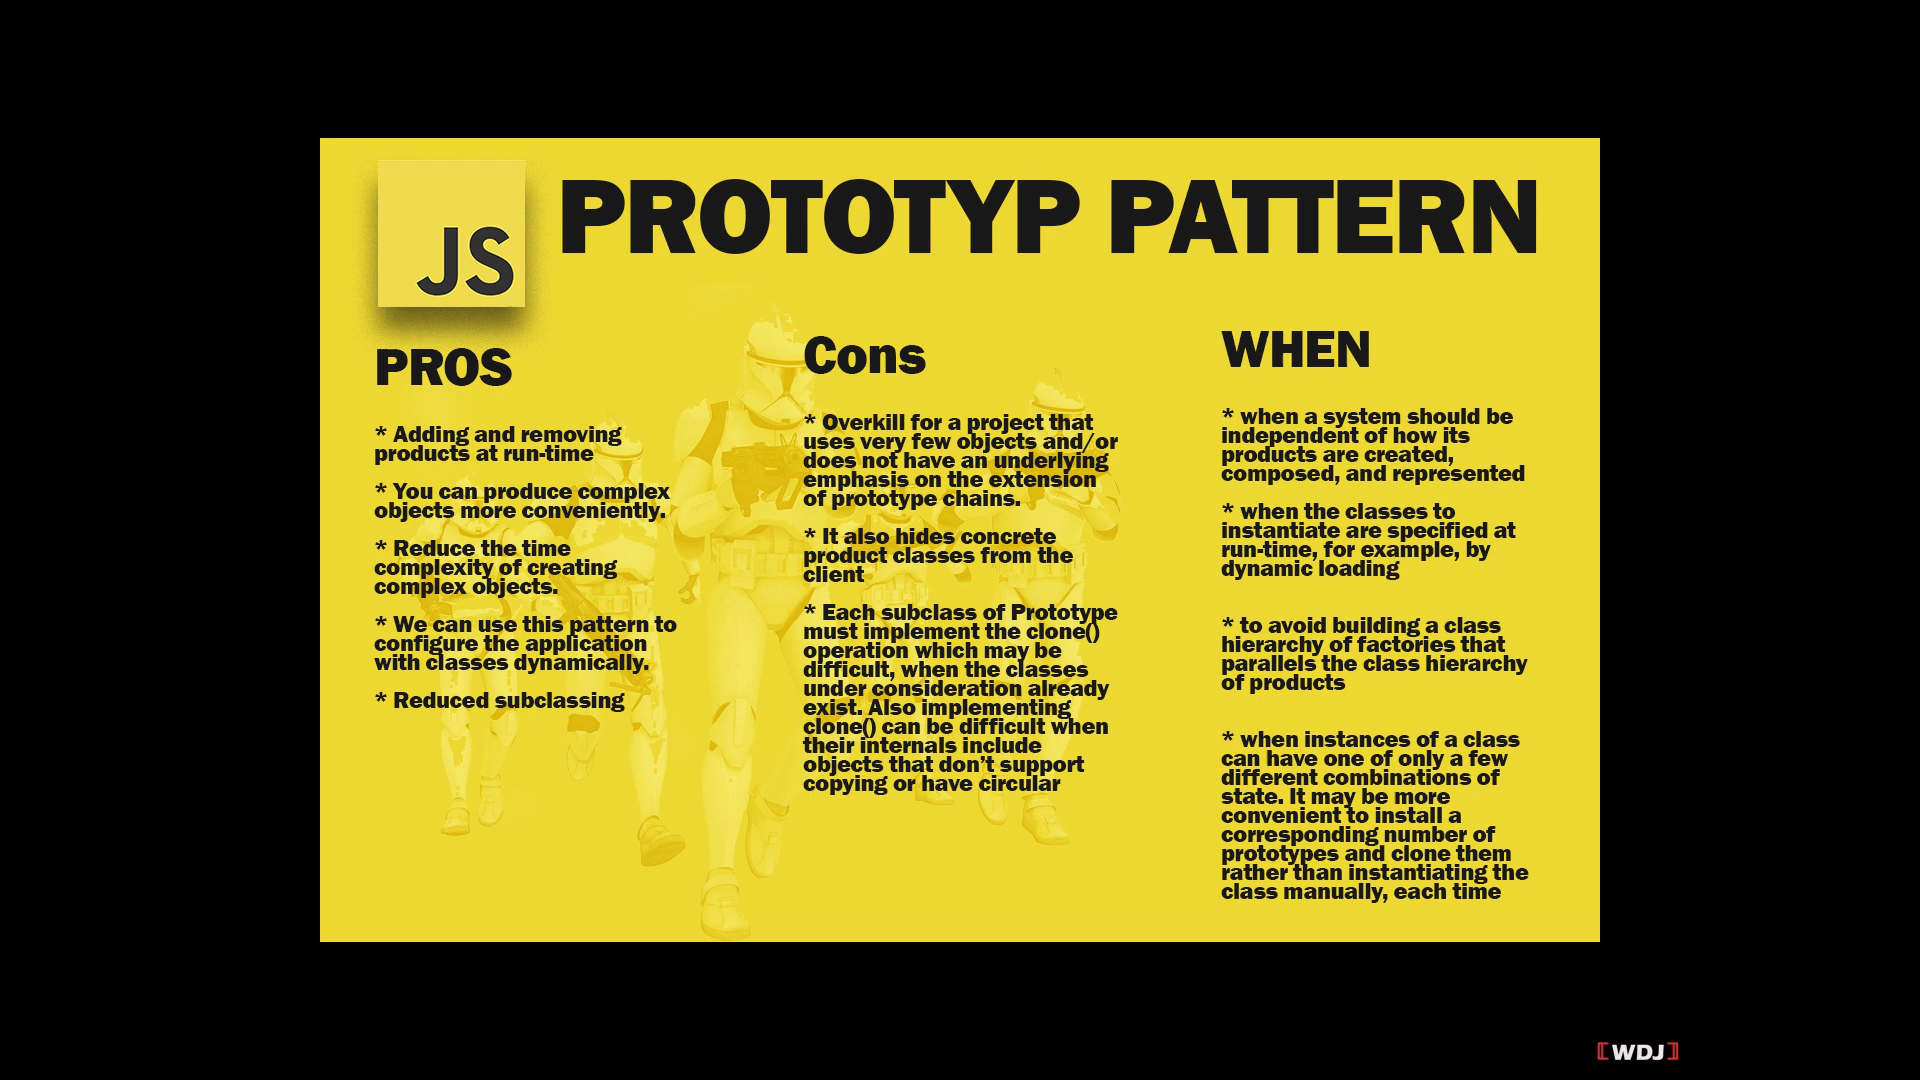 JS
PROTOTYP PATTERN
PROS
* Adding and removing
products at run-time
* You can produce complex
objects more conveniently.
* Reduce the time
complexity of creating
complex objects.
* We can use this pattern to
configure the application
with classes dynamically.
* Reduced subclassing
Cons
* Overkill for a project that
uses very few objects and/or
does not have an underlying
emphasis on the extension
of prototype chains.
* It also hides concrete
product classes from the
client
* Each subclass of Prototype
must implement the clone()
operation which may be
difficult, when the classes
under consideration already
exist. Also implementing
clone() can be difficult when
their internals include
objects that don’t support
copying or have circular
WHEN
* when a system should be
independent of how its
products are created,
composed, and represented
* when the classes to
instantiate are specified at
run-time, for example, by
dynamic loading
* to avoid building a class
hierarchy of factories that
parallels the class hierarchy
of products
* when instances of a class
can have one of only a few
different combinations of
state. It may be more
convenient to install a
corresponding number of
prototypes and clone them
rather than instantiating the
class manually, each time
[WDJ]